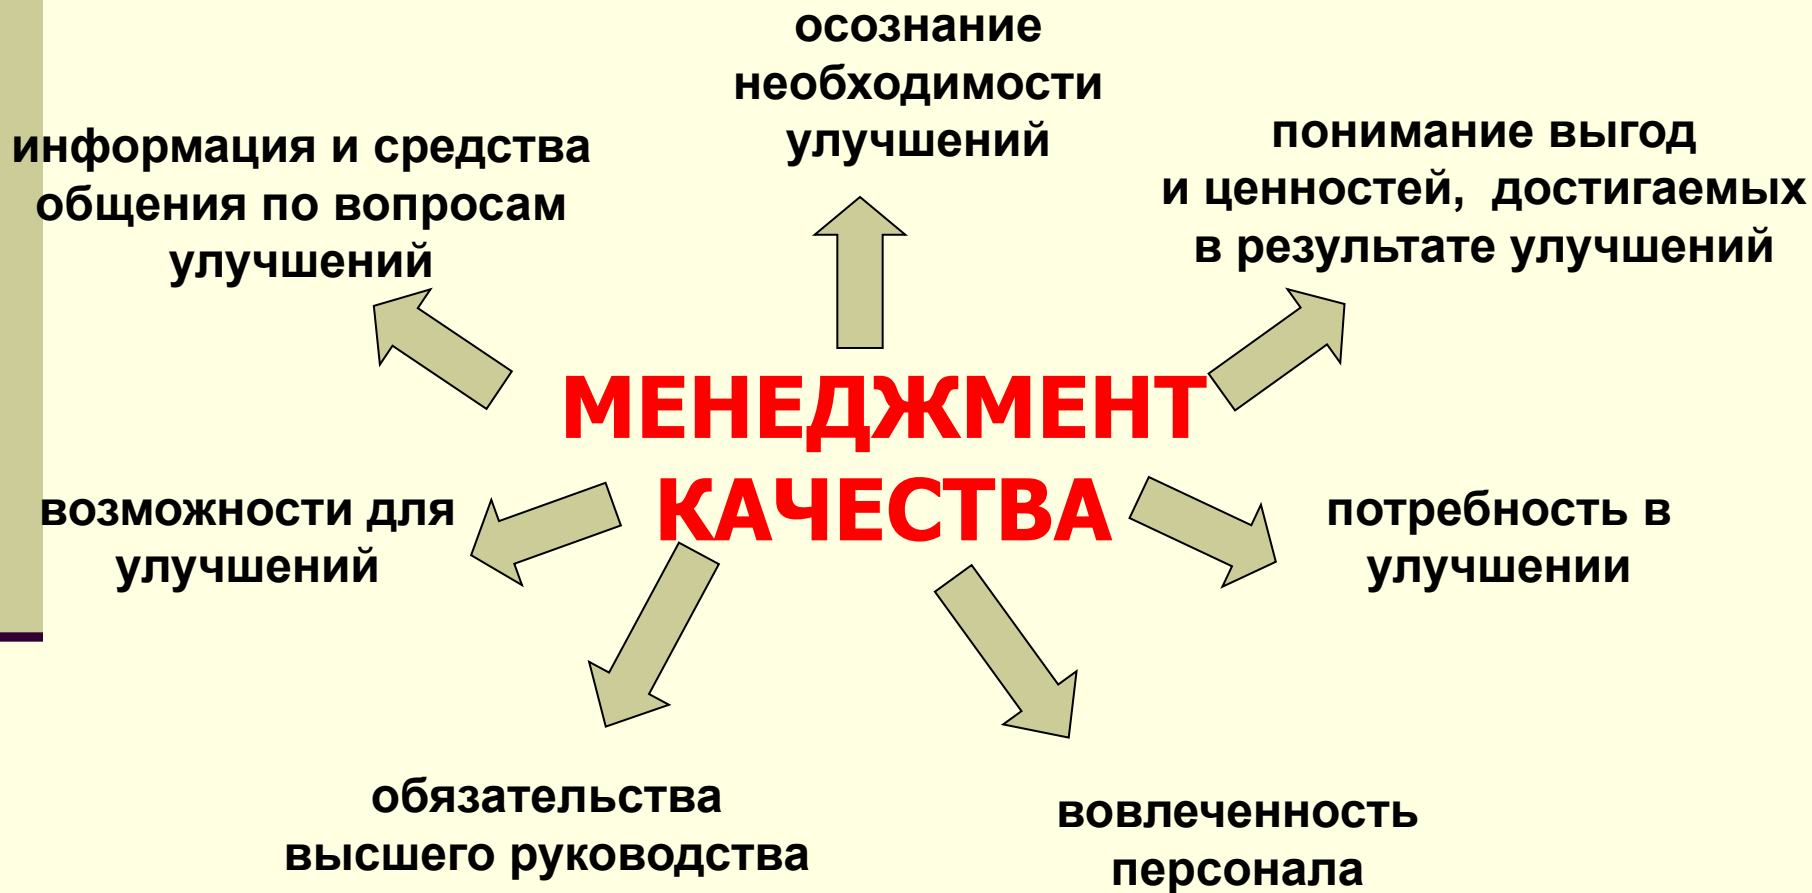 осознание
необходимости
улучшений
информация и средства
общения по вопросам
улучшений
понимание выгод
и ценностей, достигаемых
в результате улучшений
МЕНЕДЖМЕНТ
КАЧЕСТВА
возможности для
улучшений
потребность в
улучшении
обязательства
высшего руководства
вовлеченность
персонала